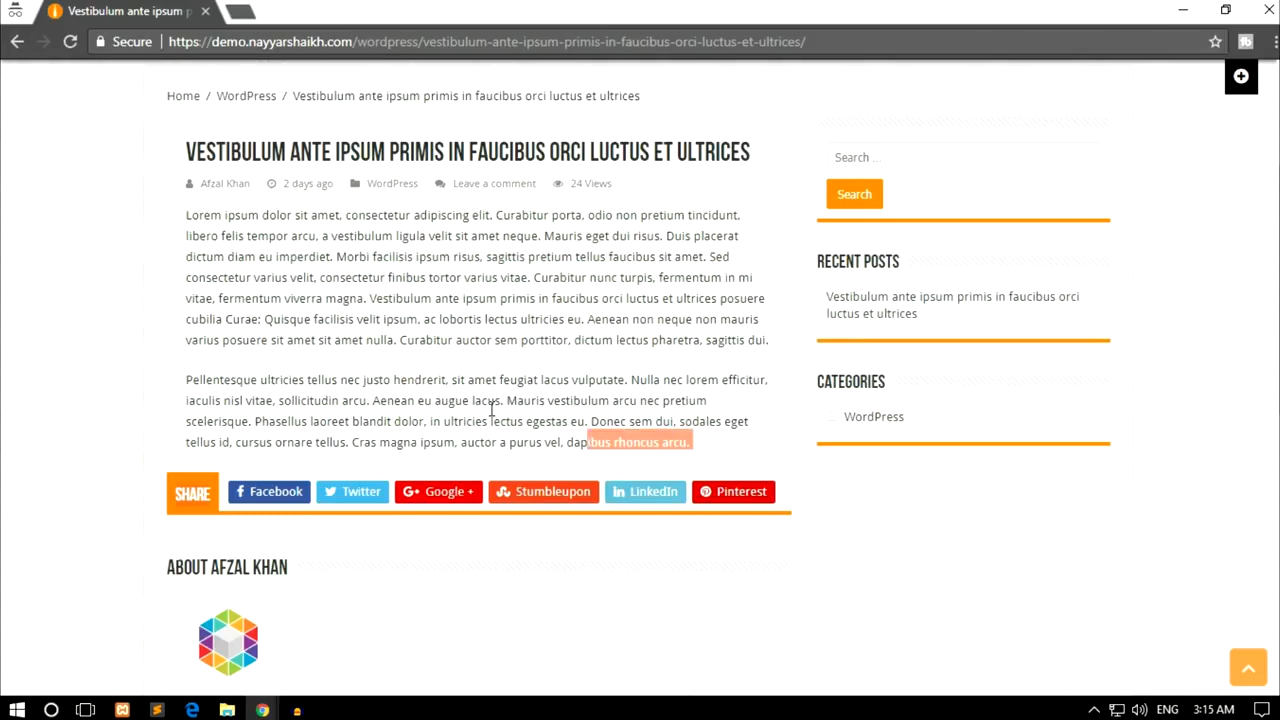 Vestibulum ante ipsum p
Secure
https://demo.nayyarshaikh.com/wordpress/vestibulum-ante-ipsum-primis-in-faucibus-orci-luctus-et-ultrices/
Home / WordPress / Vestibulum ante ipsum primis in faucibus orci luctus et ultrices
VESTIBULUM ANTE IPSUM PRIMIS IN FAUCIBUS ORCI LUCTUS ET ULTRICES
Afzal Khan 2 days ago WordPress Leave a comment 24 Views
Lorem ipsum dolor sit amet, consectetur adipiscing elit. Curabitur porta, odio non pretium tincidunt,
libero felis tempor arcu, a vestibulum ligula velit sit amet neque. Mauris eget dui risus. Duis placerat
dictum diam eu imperdiet. Morbi facilisis ipsum risus, sagittis pretium tellus faucibus sit amet. Sed
consectetur varius velit, consectetur finibus tortor varius vitae. Curabitur nunc turpis, fermentum in mi
vitae, fermentum viverra magna. Vestibulum ante ipsum primis in faucibus orci luctus et ultrices posuere
cubilia Curae; Quisque facilisis velit ipsum, ac lobortis lectus ultricies eu. Aenean non neque non mauris
varius posuere sit amet sit amet nulla. Curabitur auctor sem porttitor, dictum lectus pharetra, sagittis dui.
Pellentesque ultricies tellus nec justo hendrerit, sit amet feugiat lacus vulputate. Nulla nec lorem efficitur,
iaculis nisl vitae, sollicitudin arcu. Aenean eu augue lacus. Mauris vestibulum arcu nec pretium
scelerisque. Phasellus laoreet blandit dolor, in ultricies lectus egestas eu. Donec sem dui, sodales eget
tellus id, cursus ornare tellus. Cras magna ipsum, auctor a purus vel, dapibus rhoncus arcu.
SHARE
Facebook
Twitter
Google +
Stumbleupon
LinkedIn
Pinterest
ABOUT AFZAL KHAN
Search ...
Search
RECENT POSTS
Vestibulum ante ipsum primis in faucibus orci
luctus et ultrices
CATEGORIES
WordPress
ENG
3:15 AM